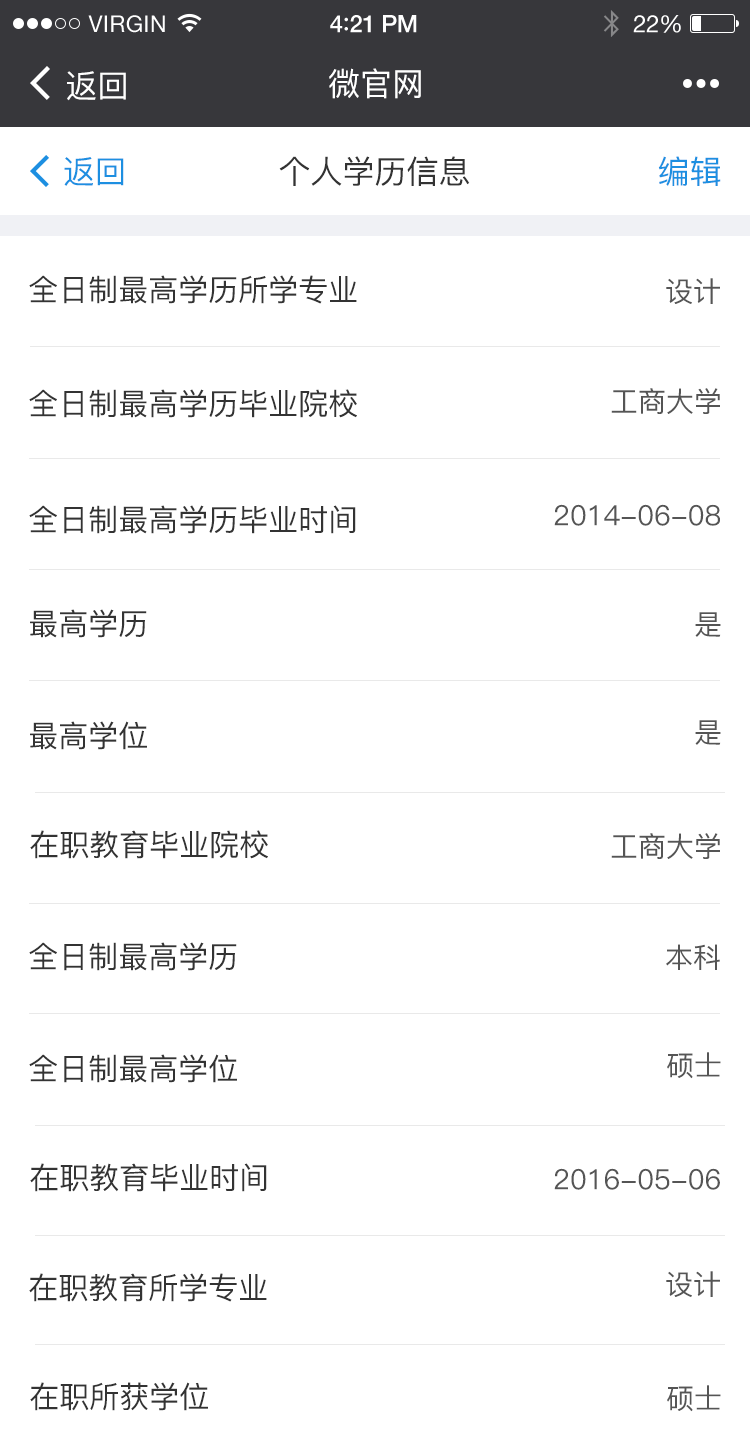 VIRGIN 4:21 PM 22%
返回 微官网
返回 个人学历信息 编辑
全日制最高学历所学专业 设计
全日制最高学历毕业院校 工商大学
全日制最高学历毕业时间 2014-06-08
最高学历 是
最高学位 是
在职教育毕业院校 工商大学
全日制最高学历 本科
全日制最高学位 硕士
在职教育毕业时间 2016-05-06
在职教育所学专业 设计
在职所获学位 硕士